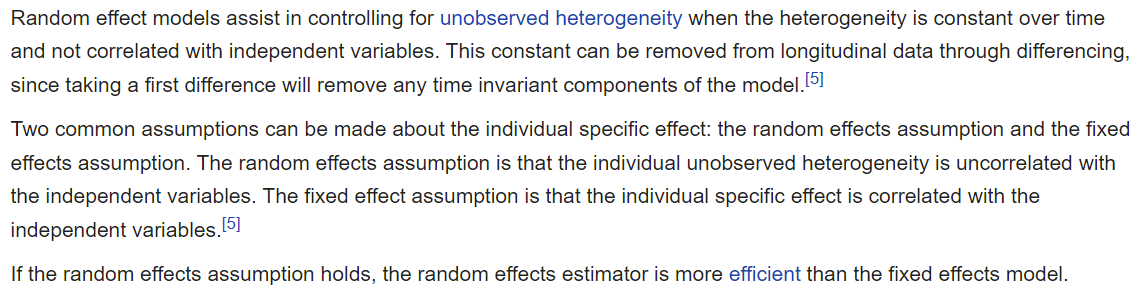 Random effect models assist in controlling for unobserved heterogeneity when the heterogeneity is constant over time
and not correlated with independent variables. This constant can be removed from longitudinal data through differencing,
since taking a first difference will remove any time invariant components of the model.[5]
Two common assumptions can be made about the individual specific effect: the random effects assumption and the fixed
effects assumption. The random effects assumption is that the individual unobserved heterogeneity is uncorrelated with
the independent variables. The fixed effect assumption is that the individual specific effect is correlated with the
independent variables.[5]
If the random effects assumption holds, the random effects estimator is more efficient than the fixed effects model.